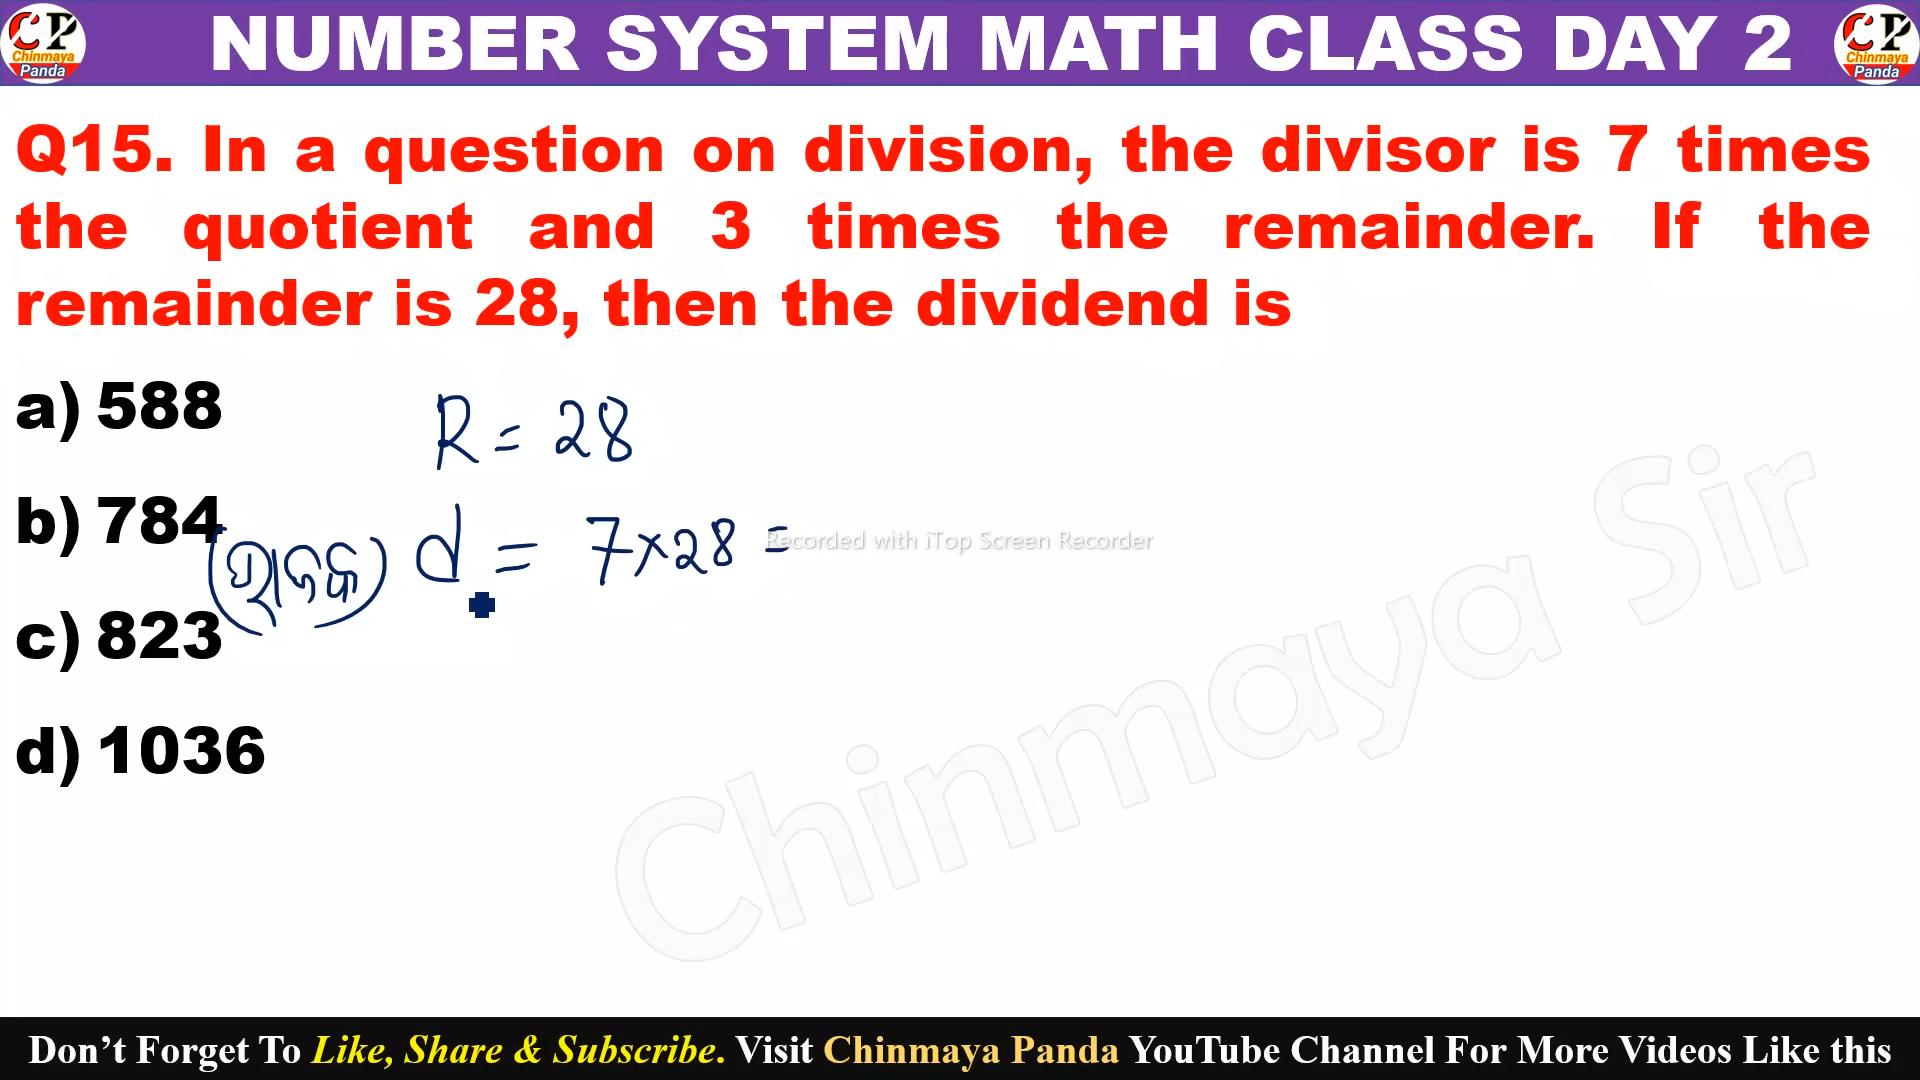 CP Chinmaya Panda NUMBER SYSTEM MATH CLASS DAY 2 CP Chinmaya Panda
Q15. In a question on division, the divisor is 7 times
the quotient and 3 times the remainder. If the
remainder is 28, then the dividend is
a) 588
R = 28
b) 784
(ଭାଜକ) d = 7×28 =
Recorded with iTop Screen Recorder
c) 823
d) 1036
Chinmaya Sir
Don't Forget To Like, Share & Subscribe. Visit Chinmaya Panda YouTube Channel For More Videos Like this